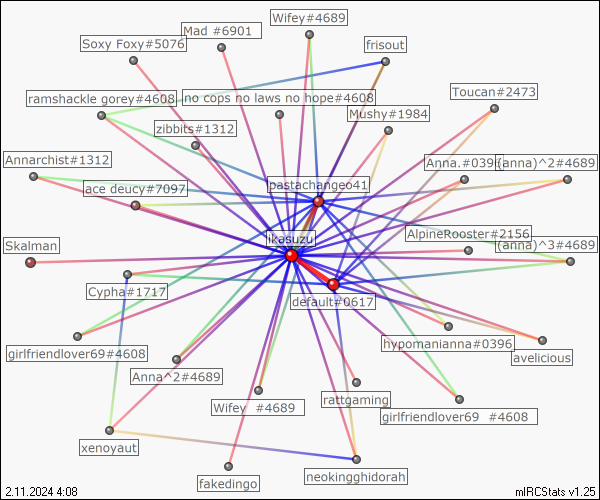 Wifey#4689
Mad #6901
Soxy Foxy#5076
frisout
Toucan#2473
ramshackle gorey#4608
no cops no laws no hope#4608
Mushy#1984
zibbits#1312
Annarchist#1312
Anna.#0396
(anna)^2#4689
pastachange041
ace deucy#7097
AlpineRooster#2156
ikasuzu
(anna)^3#4689
Skalman
Cypha#1717
default#0617
hypomanianna#0396
girlfriendlover69#4608
avelicious
Anna^2#4689
rattgaming
Wifey #4689
girlfriendlover69 #4608
xenoyaut
neokingghidorah
fakedingo
2.11.2024 4:08
mIRCStats v1.25